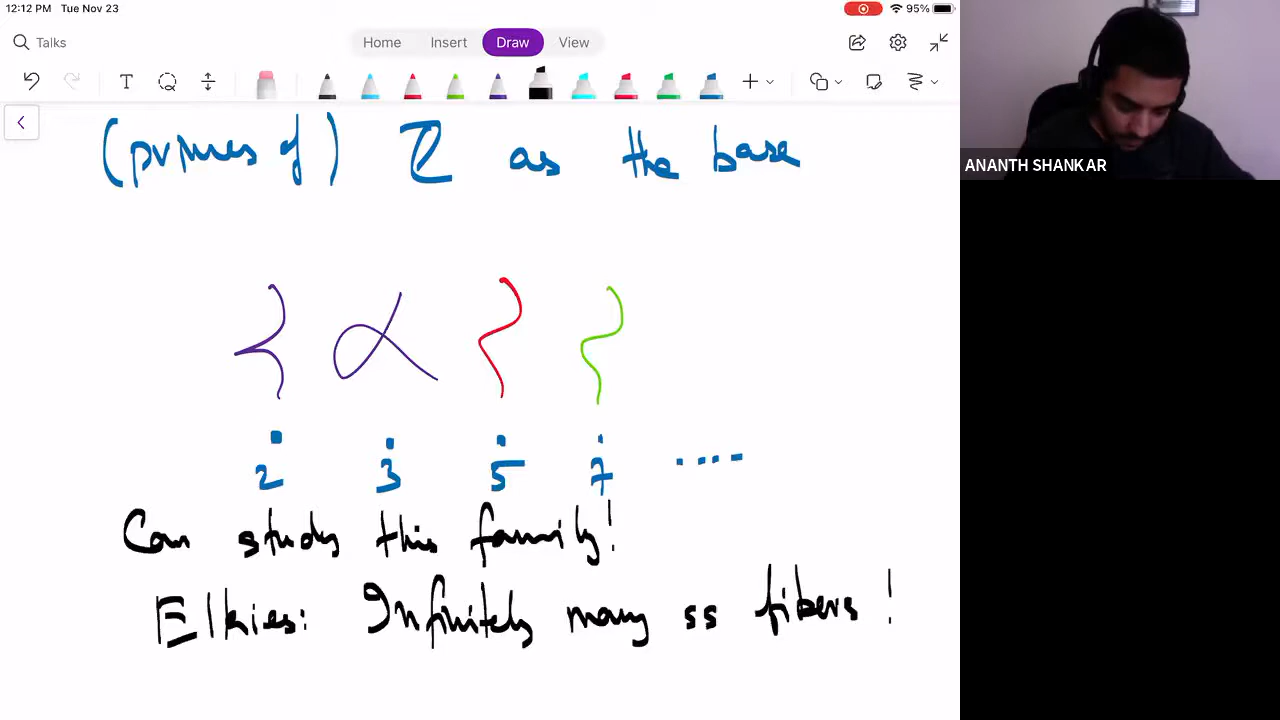 12:12 PM Tue Nov 23
95%
Talks
Home Insert Draw View
T
ANANTH SHANKAR
(primes of) Z as the base
2 3 5 7 ....
Can study this family!
Elkies: Infinitely many ss fibers!